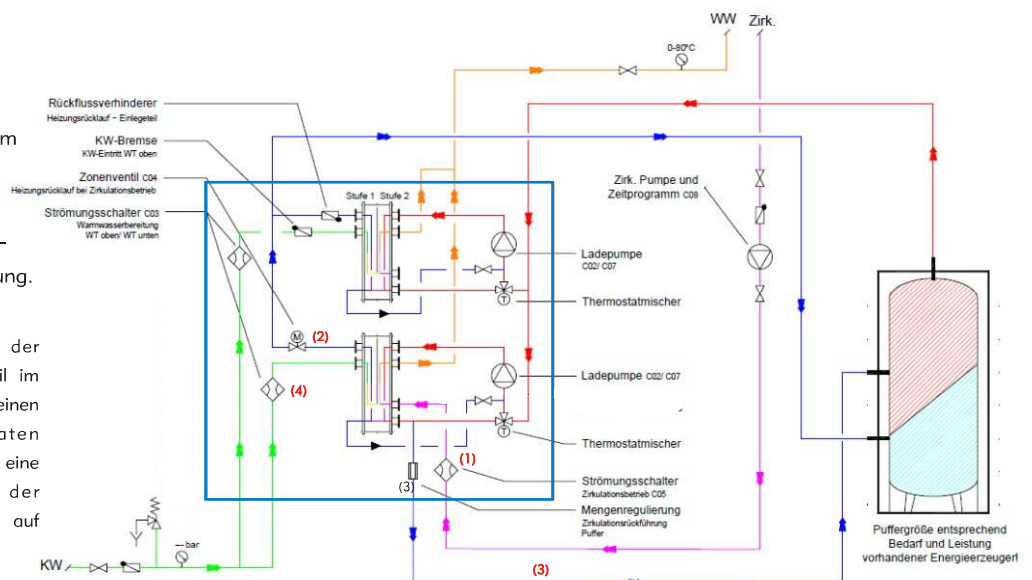 WW
Zirk.
0-80°C
Rückflussverhinderer
Heizungsrücklauf - Einlegeteil
m
KW-Bremse
KW-Eintritt WT oben
Zonenventil C04
Heizungsrücklauf bei Zirkulationsbetrieb
Strömungsschalter C03
Warmwasserbereitung
WT oben/ WT unten
ung.
der
il im
einen
aten
eine
der
auf
Stufe 1 Stufe 2
Zirk. Pumpe und
Zeitprogramm C08
Ladepumpe
C02/ C07
T
Thermostatmischer
M
(2)
(4)
Ladepumpe C02/ C07
T
Thermostatmischer
(1)
Strömungsschalter
Zirkulationsbetrieb C05
(3)
Mengenregulierung
Zirkulationsrückführung
Puffer
Puffergröße entsprechend
Bedarf und Leistung
vorhandener Energieerzeuger!
—bar
KW
(3)